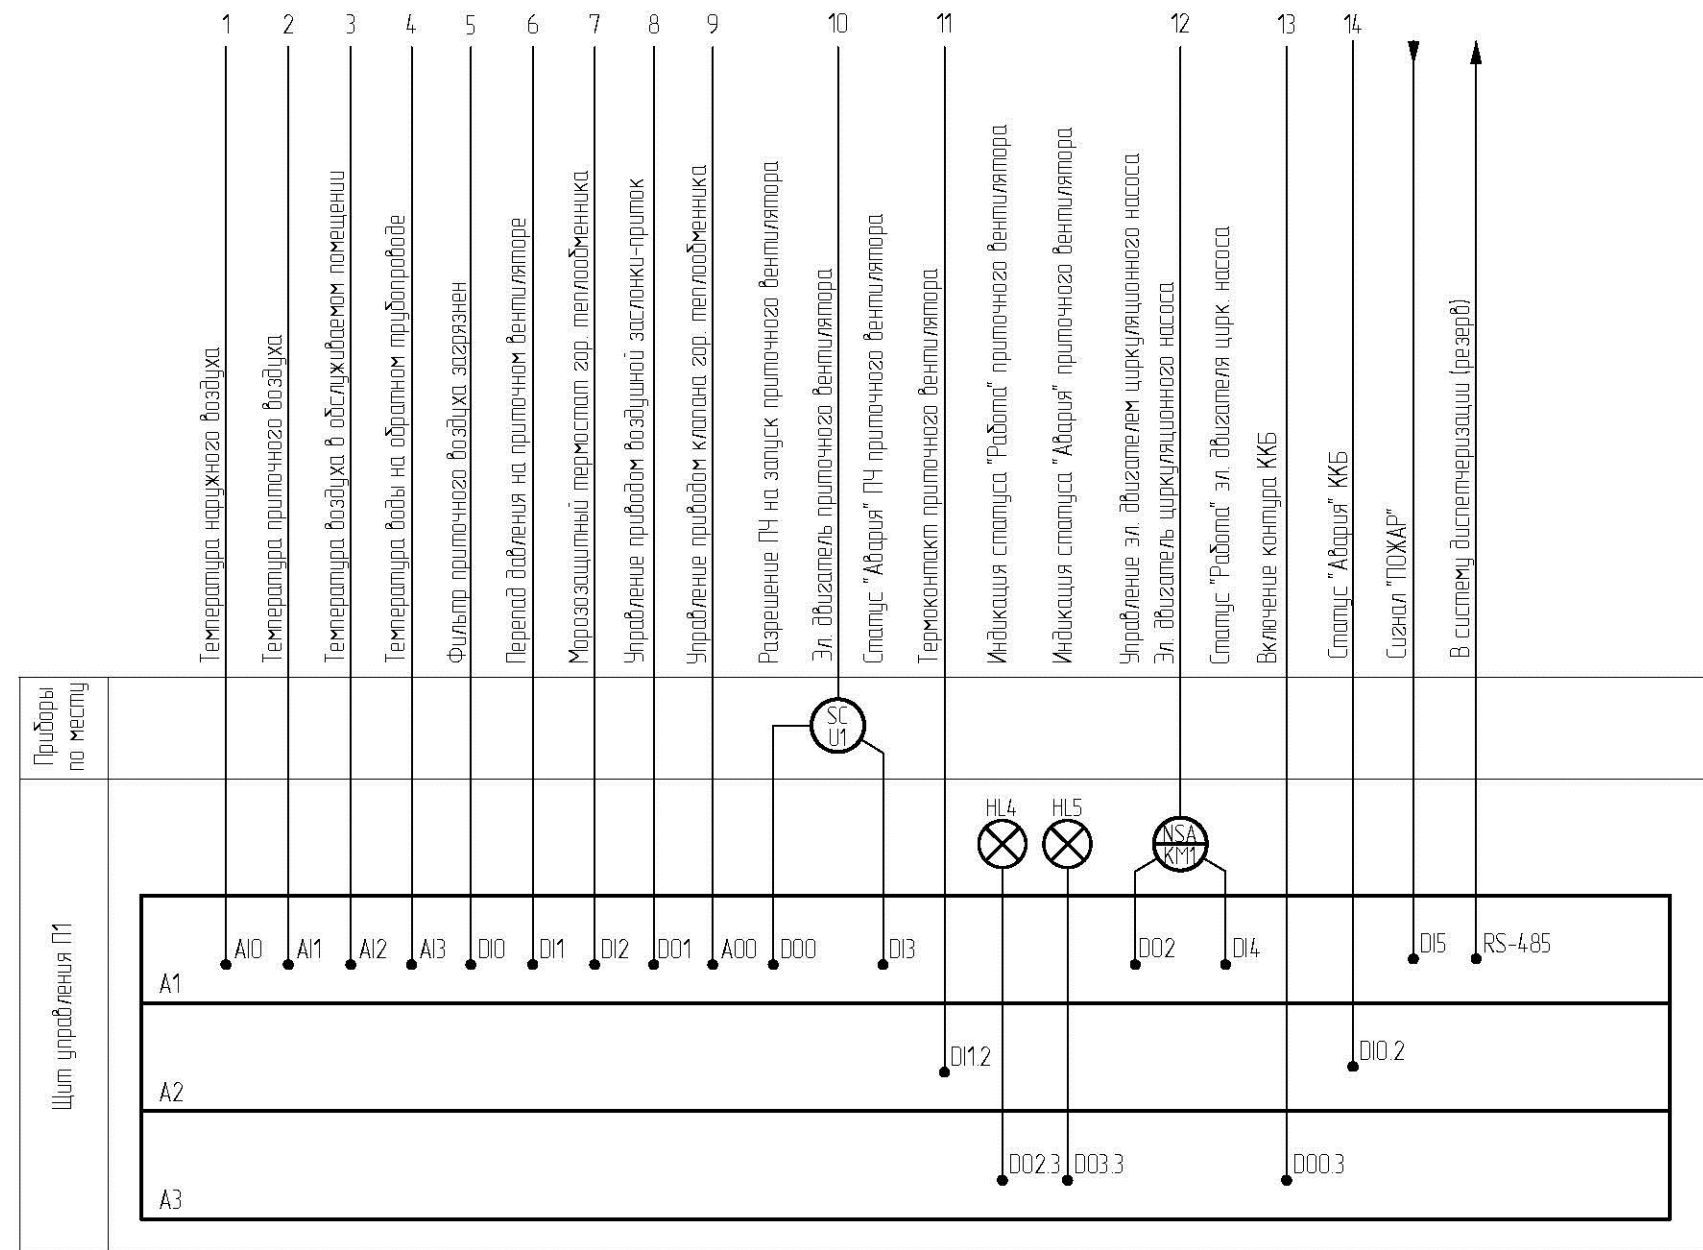 1
2
3
4
5
6
7
8
9
10
11
12
13
14
Температура наружного воздуха
Температура приточного воздуха
Температура воздуха в обслуживаемом помещении
Температура воды на обратном трубопроводе
Фильтр приточного воздуха загрязнен
Перепад давления на приточном вентиляторе
Морозозащитный термостат гор. теплообменника
Управление приводом воздушной заслонки-приток
Управление приводом клапана гор. теплообменника
Разрешение ПЧ на запуск приточного вентилятора
Эл. двигатель приточного вентилятора
Статус "Авария" ПЧ приточного вентилятора
Термоконтакт приточного вентилятора
Индикация статуса "Работа" приточного вентилятора
Индикация статуса "Авария" приточного вентилятора
Управление эл. двигателем циркуляционного насоса
Эл. двигатель циркуляционного насоса
Статус "Работа" эл. двигателя цирк. насоса
Включение контура ККБ
Статус "Авария" ККБ
Сигнал "ПОЖАР"
В систему диспетчеризации (резерв)
Приборы
по месту
SC
U1
Щит управления П1
HL4
HL5
NSA
KM1
AI0
AI1
AI2
AI3
DI0
DI1
DI2
DO1
AO0
DO0
DI3
DO2
DI4
DI5
RS-485
A1
DI1.2
DI0.2
A2
DO2.3
DO3.3
DO0.3
A3